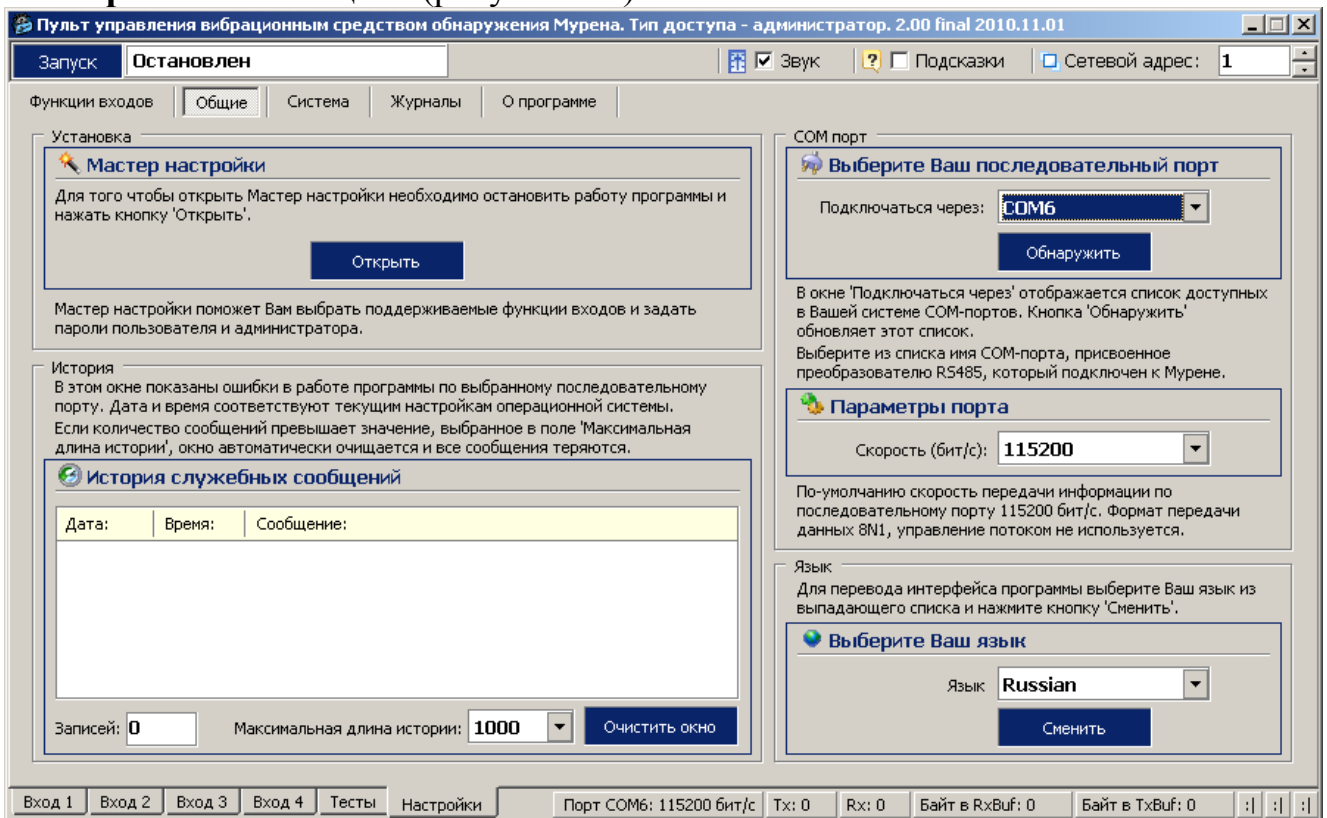 Пульт управления вибрационным средством обнаружения Мурена. Тип доступа - администратор. 2.00 final 2010.11.01
Запуск Остановлен Звук Подсказки Сетевой адрес: 1
Функции входов Общие Система Журналы О программе
Установка
Мастер настройки
Для того чтобы открыть Мастер настройки необходимо остановить работу программы и
нажать кнопку 'Открыть'.
Открыть
Мастер настройки поможет Вам выбрать поддерживаемые функции входов и задать
пароли пользователя и администратора.
История
В этом окне показаны ошибки в работе программы по выбранному последовательному
порту. Дата и время соответствуют текущим настройкам операционной системы.
Если количество сообщений превышает значение, выбранное в поле 'Максимальная
длина истории', окно автоматически очищается и все сообщения теряются.
История служебных сообщений
Дата: Время: Сообщение:
Записей: 0 Максимальная длина истории: 1000 Очистить окно
COM порт
Выберите Ваш последовательный порт
Подключаться через: COM6
Обнаружить
В окне 'Подключаться через' отображается список доступных
в Вашей системе COM-портов. Кнопка 'Обнаружить'
обновляет этот список.
Выберите из списка имя COM-порта, присвоенное
преобразователю RS485, который подключен к Мурене.
Параметры порта
Скорость (бит/с): 115200
По-умолчанию скорость передачи информации по
последовательному порту 115200 бит/с. Формат передачи
данных 8N1, управление потоком не используется.
Язык
Для перевода интерфейса программы выберите Ваш язык из
выпадающего списка и нажмите кнопку 'Сменить'.
Выберите Ваш язык
Язык Russian
Сменить
Вход 1 Вход 2 Вход 3 Вход 4 Тесты Настройки Порт COM6: 115200 бит/с Tx: 0 Rx: 0 Байт в RxBuf: 0 Байт в TxBuf: 0 :| :| :|